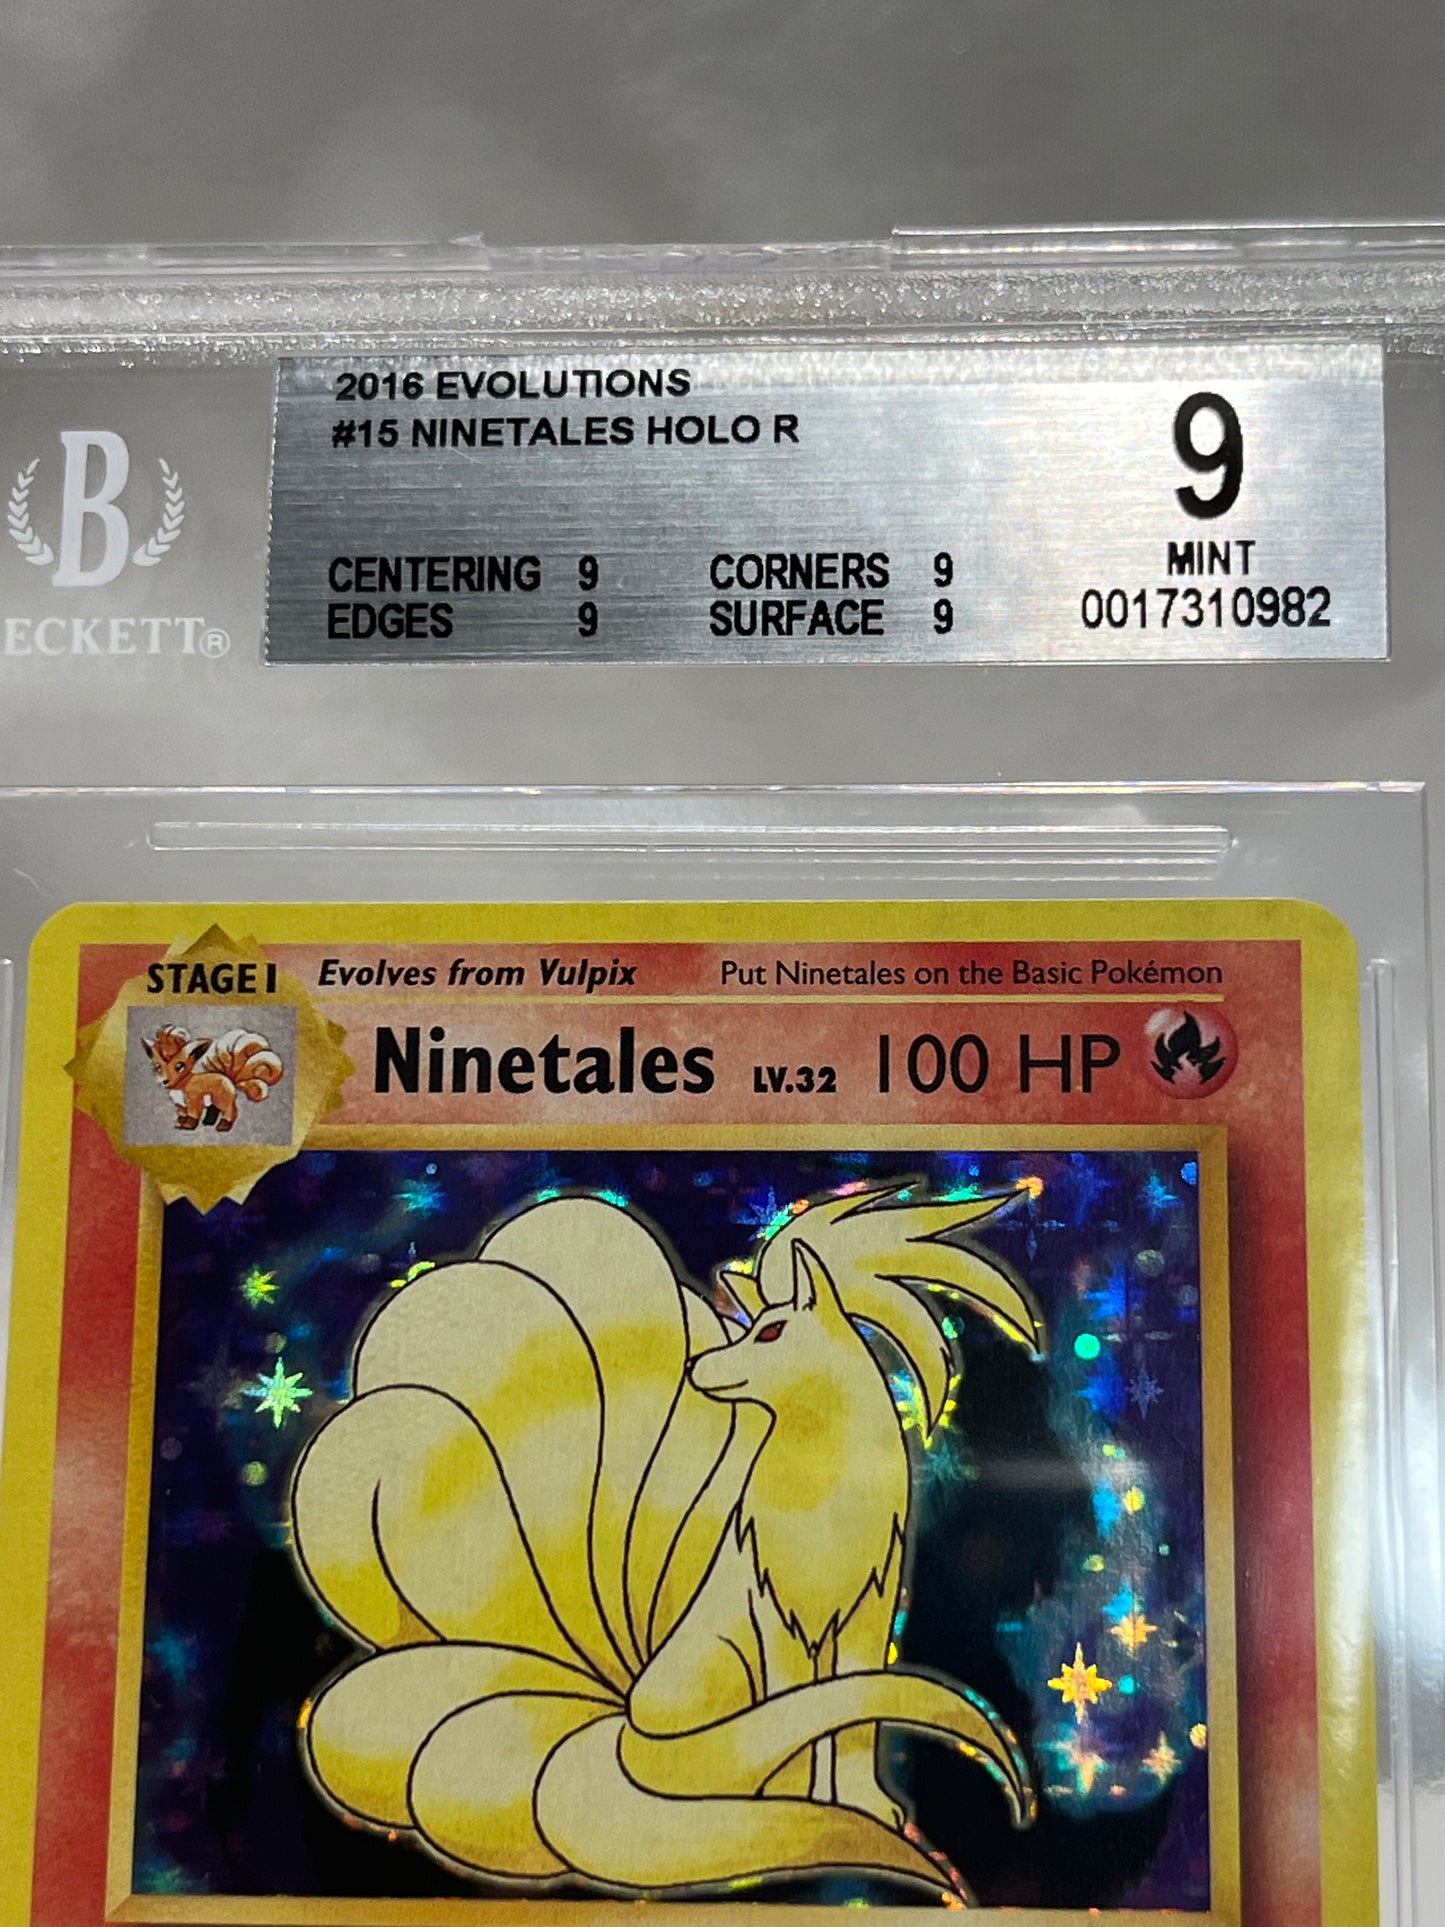 2016 EVOLUTIONS
#15 NINETALES HOLO R
9
CENTERING 9 CORNERS 9
MINT
EDGES 9 SURFACE 9
0017310982
B
ECKETT®
STAGE 1 Evolves from Vulpix Put Ninetales on the Basic Pokémon
Ninetales LV.32 100 HP